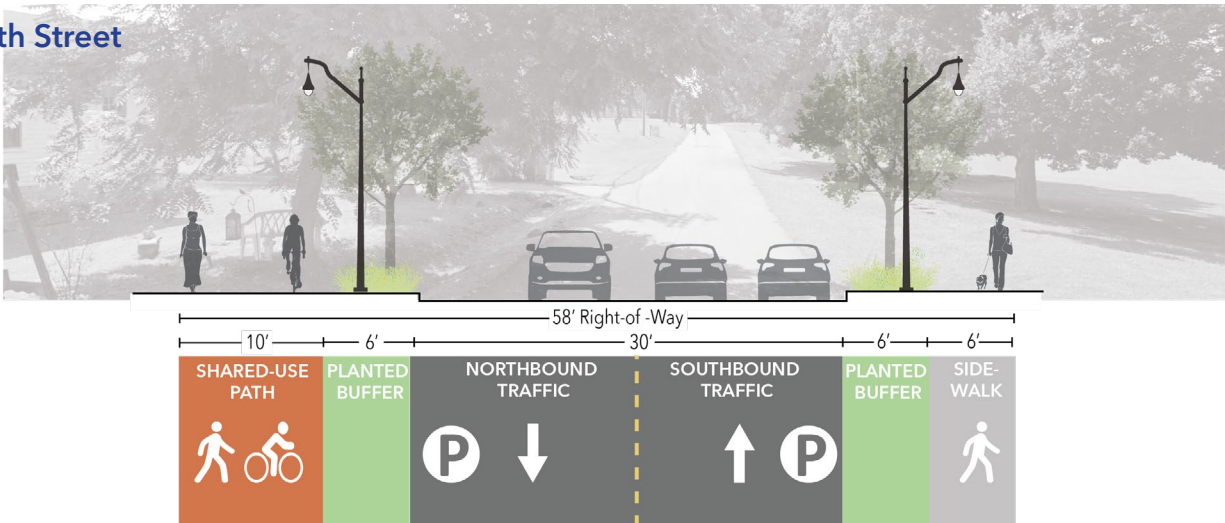 th Street
58' Right-of -Way
10' 6' 30' 6' 6'
SHARED-USE
PATH
PLANTED
BUFFER
NORTHBOUND
TRAFFIC
SOUTHBOUND
TRAFFIC
PLANTED
BUFFER
SIDE-
WALK
P
P